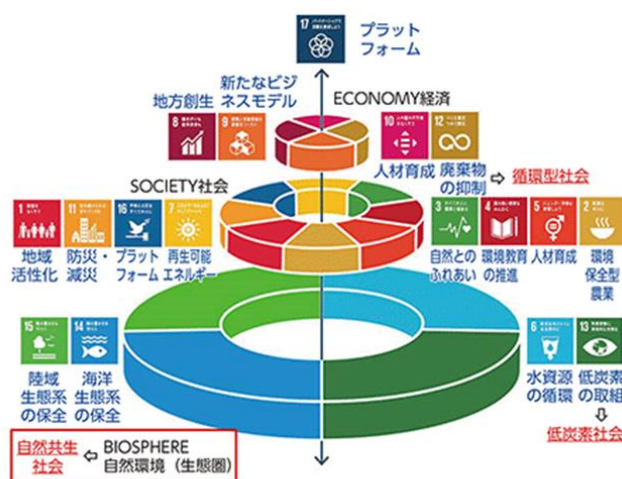 17
プラット
フォーム
地方創生
新たなビジ
ネスモデル
ECONOMY経済
8
9
10
12
人材育成
廃棄物
の抑制
⇨
循環型社会
SOCIETY社会
1
11
16
7
地域
活性化
防災・
減災
プラット
フォーム
再生可能
エネルギー
3
4
5
2
自然との
ふれあい
環境教育
の推進
人材育成
環境
保全型
農業
15
14
陸域
生態系
の保全
海洋
生態系
の保全
6
13
水資源
の循環
低炭素
の取組
⇩
低炭素社会
自然共生
社会
⇦
BIOSPHERE
自然環境（生態圏）